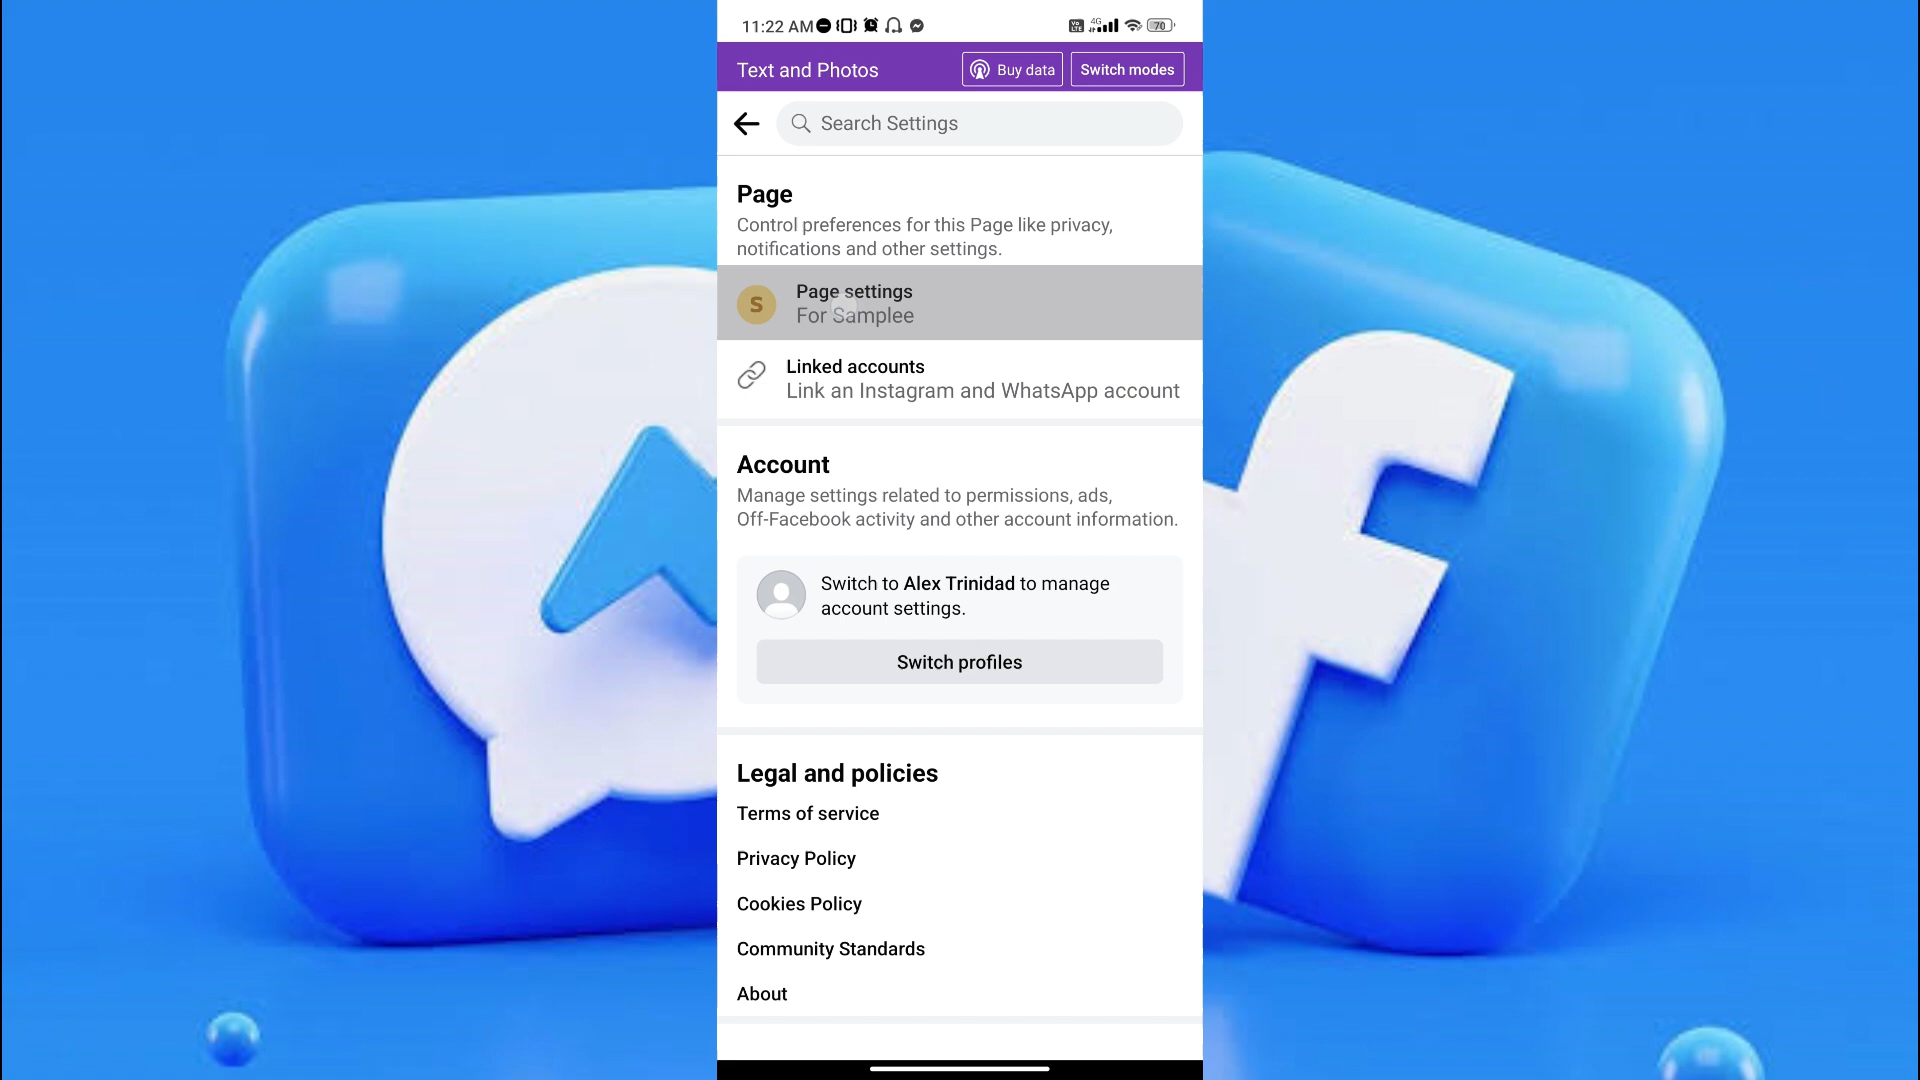 11:22 AM
4G
70
Text and Photos
Buy data
Switch modes
Search Settings
Page
Control preferences for this Page like privacy,
notifications and other settings.
S
Page settings
For Samplee
Linked accounts
Link an Instagram and WhatsApp account
Account
Manage settings related to permissions, ads,
Off-Facebook activity and other account information.
Switch to Alex Trinidad to manage
account settings.
Switch profiles
Legal and policies
Terms of service
Privacy Policy
Cookies Policy
Community Standards
About